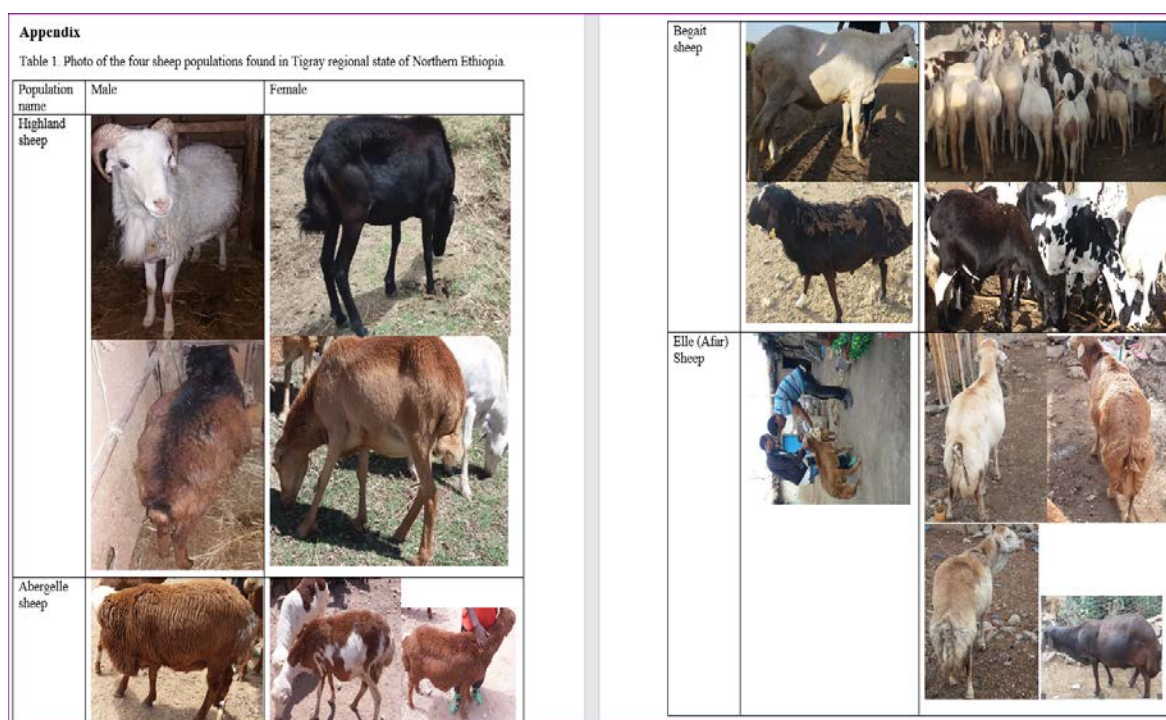 Appendix
Table 1. Photo of the four sheep populations found in Tigray regional state of Northern Ethiopia.
Population
name
Male
Female
Highland
sheep
Abergelle
sheep
Begait
sheep
Elle (Afar)
Sheep